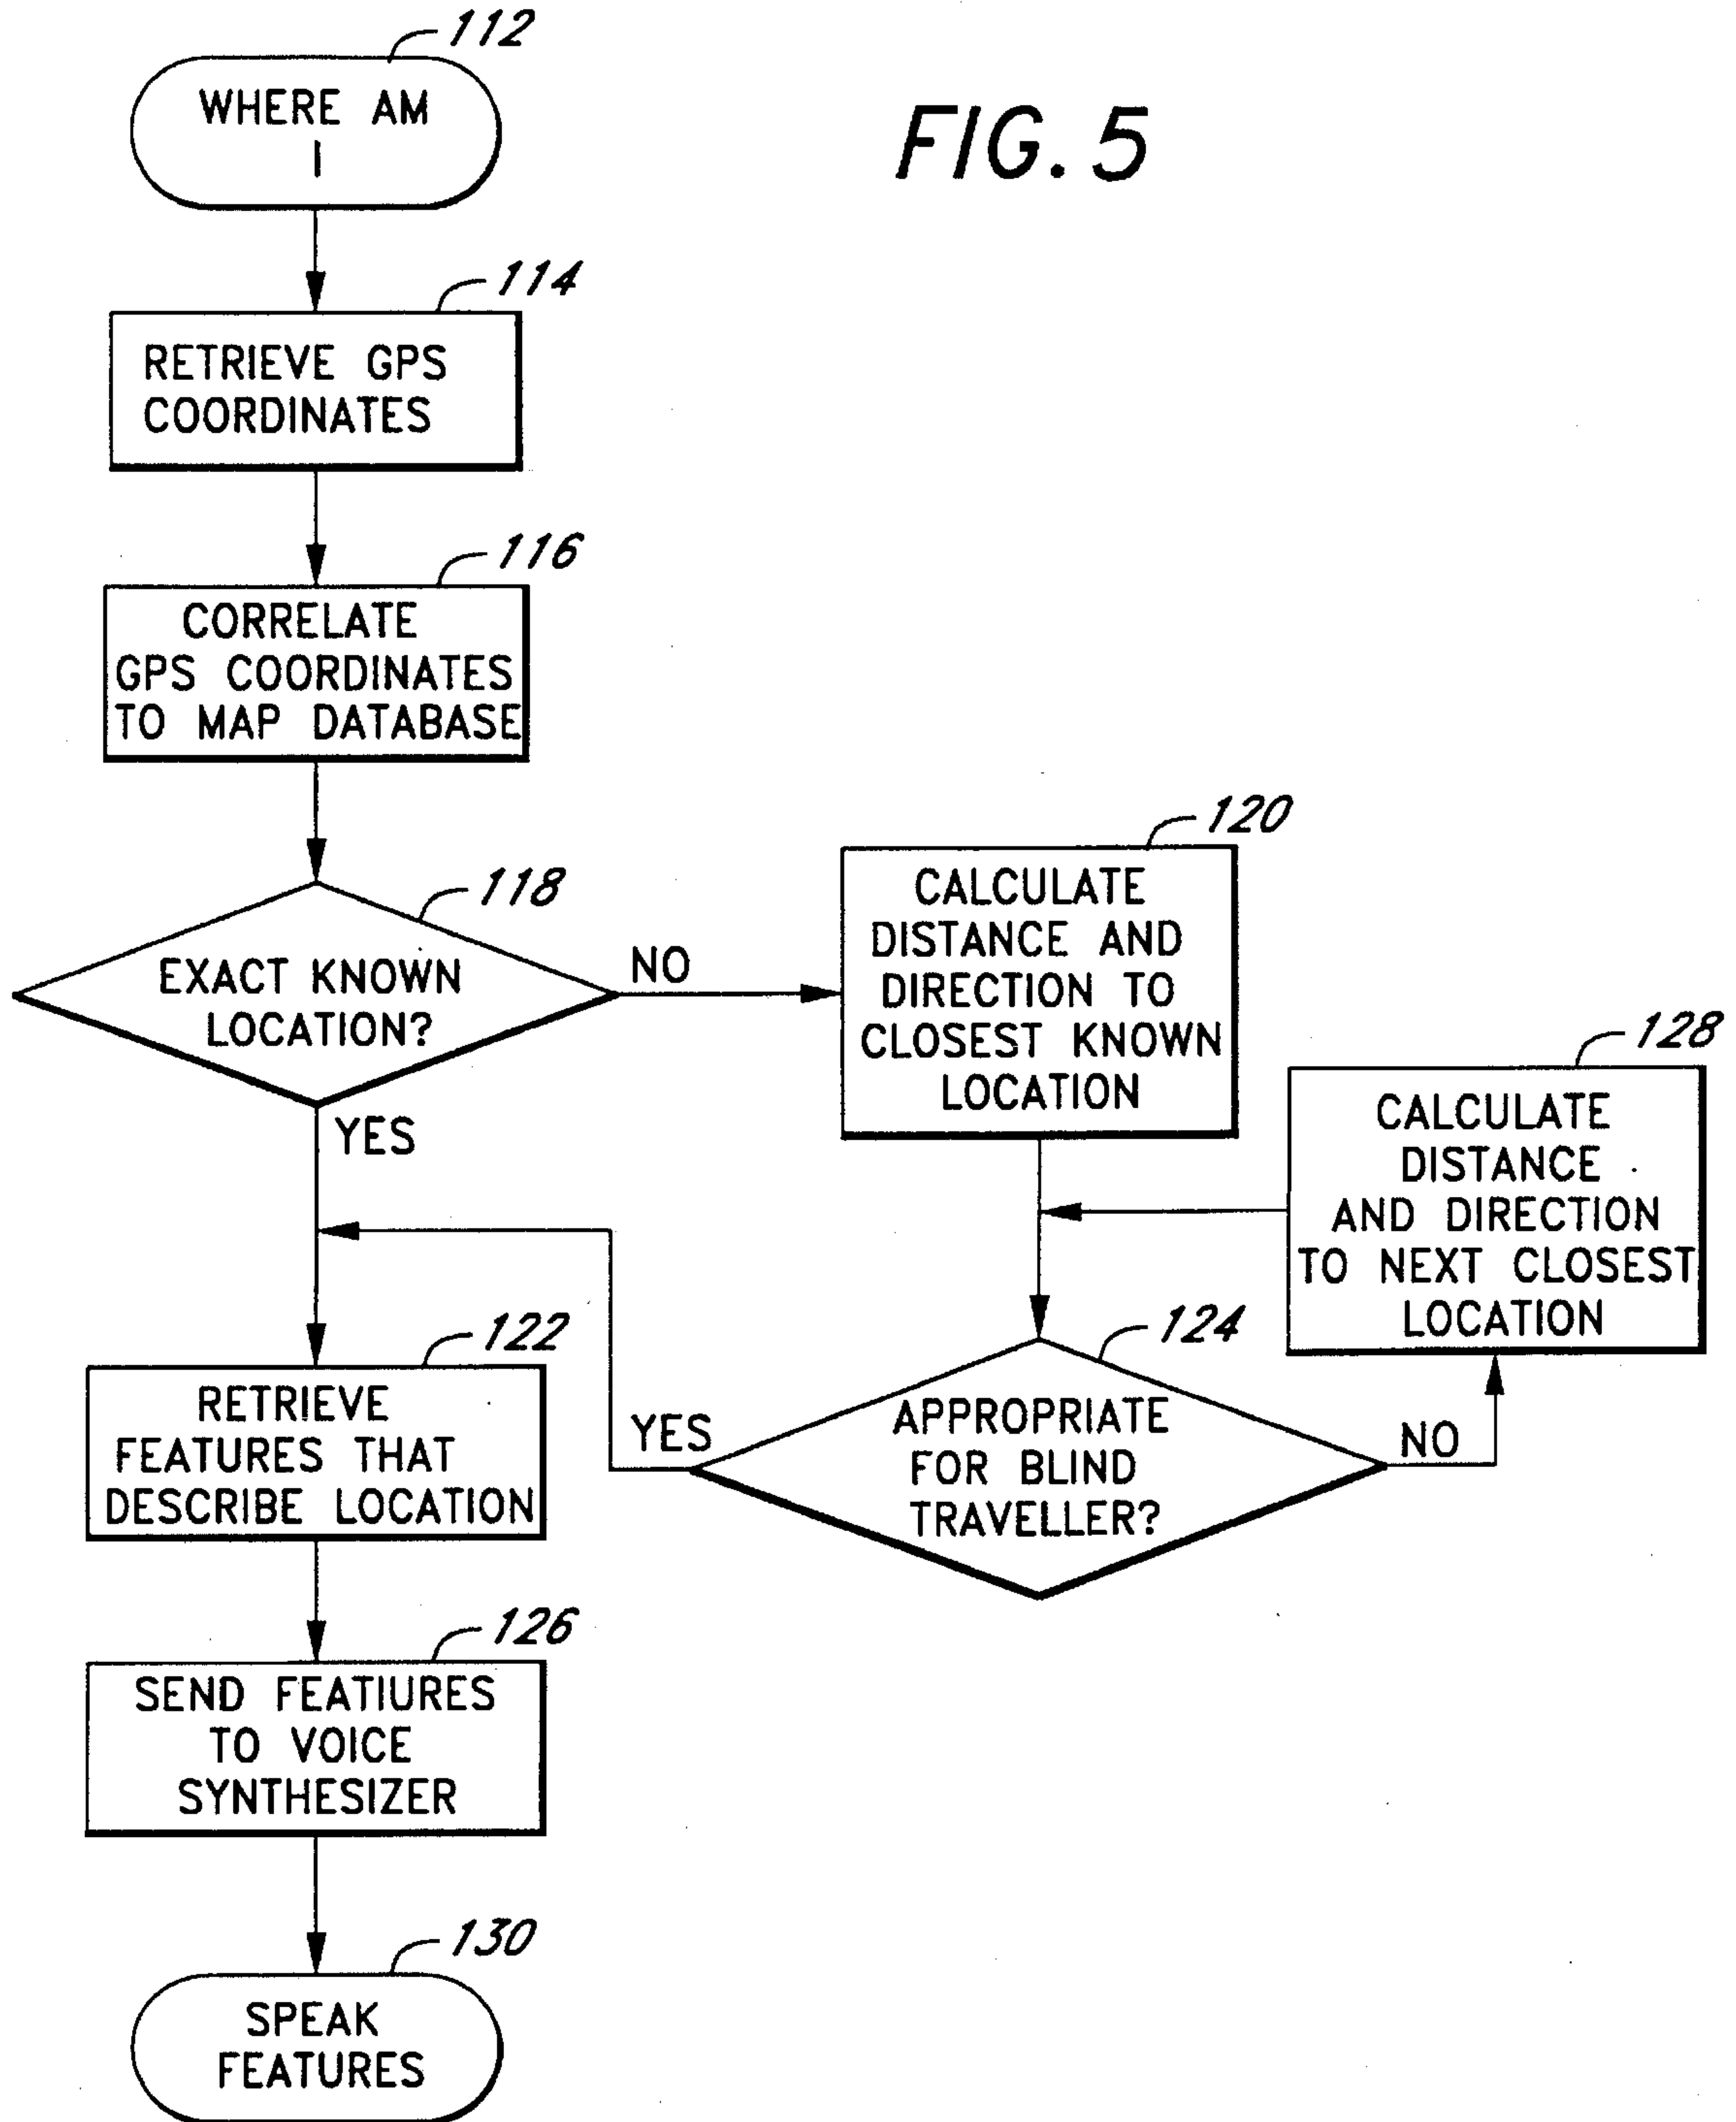 112
WHERE AM
I
FIG. 5
114
RETRIEVE GPS
COORDINATES
116
CORRELATE
GPS COORDINATES
TO MAP DATABASE
118
EXACT KNOWN
LOCATION?
NO
YES
120
CALCULATE
DISTANCE AND
DIRECTION TO
CLOSEST KNOWN
LOCATION
128
CALCULATE
DISTANCE
AND DIRECTION
TO NEXT CLOSEST
LOCATION
124
APPROPRIATE
FOR BLIND
TRAVELLER?
YES
NO
122
RETRIEVE
FEATURES THAT
DESCRIBE LOCATION
126
SEND FEATIURES
TO VOICE
SYNTHESIZER
130
SPEAK
FEATURES